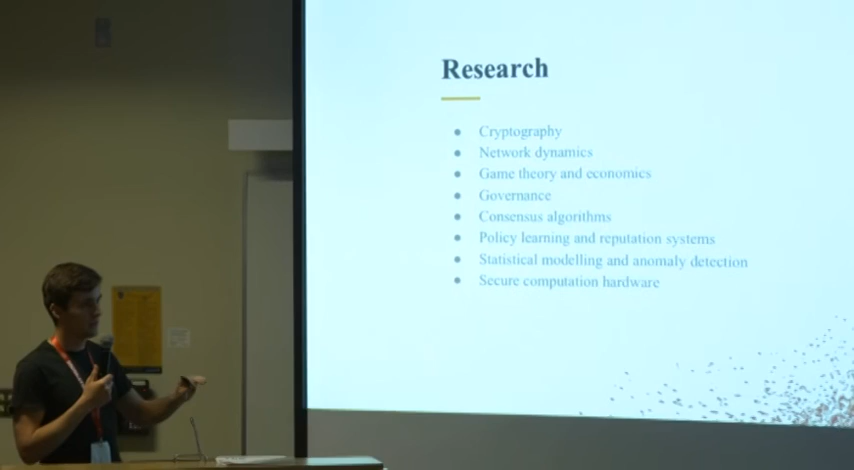 Research
Cryptography
Network dynamics
Game theory and economics
Governance
Consensus algorithms
Policy learning and reputation systems
Statistical modelling and anomaly detection
Secure computation hardware